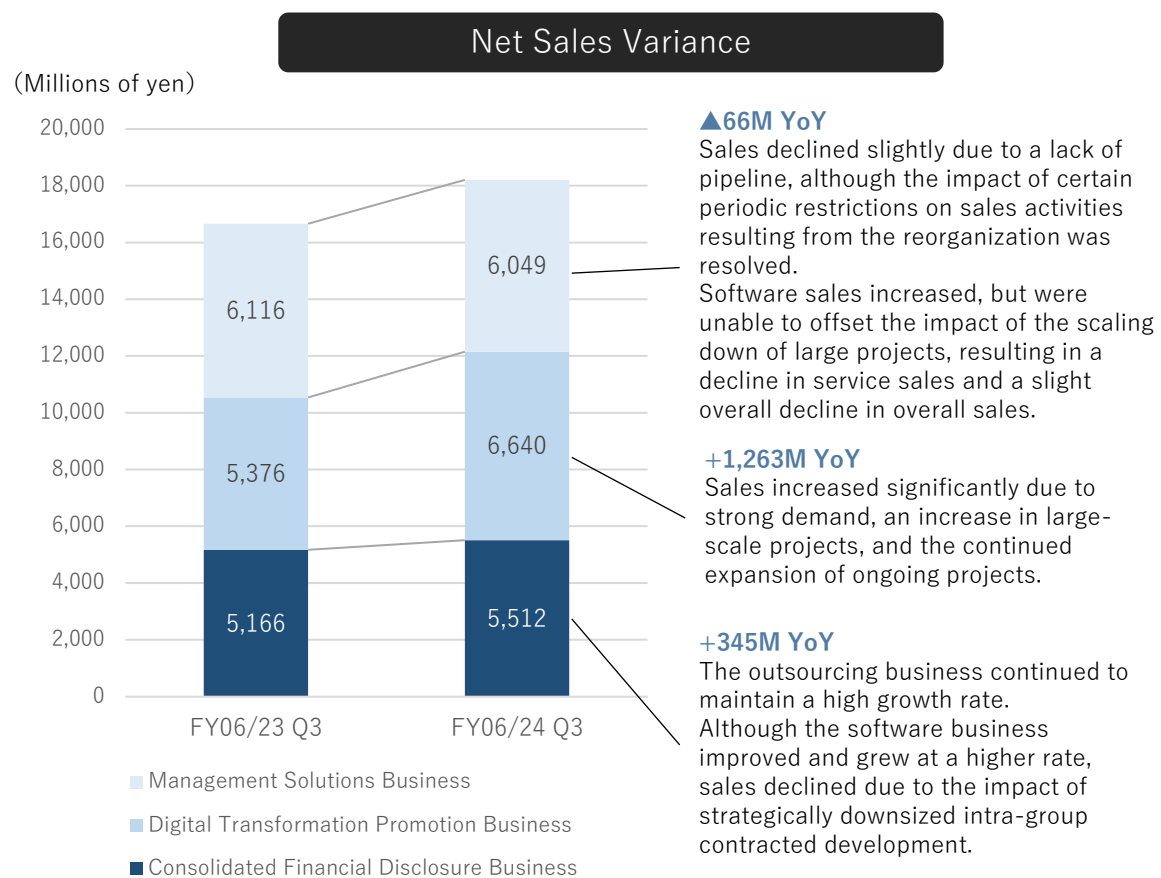 Net Sales Variance
(Millions of yen)
20,000
18,000
16,000
14,000
12,000
10,000
8,000
6,000
4,000
2,000
0
6,116
5,376
5,166
6,049
6,640
5,512
FY06/23 Q3
FY06/24 Q3
Management Solutions Business
Digital Transformation Promotion Business
Consolidated Financial Disclosure Business
▲66M YoY
Sales declined slightly due to a lack of
pipeline, although the impact of certain
periodic restrictions on sales activities
resulting from the reorganization was
resolved.
Software sales increased, but were
unable to offset the impact of the scaling
down of large projects, resulting in a
decline in service sales and a slight
overall decline in overall sales.
+1,263M YoY
Sales increased significantly due to
strong demand, an increase in large-
scale projects, and the continued
expansion of ongoing projects.
+345M YoY
The outsourcing business continued to
maintain a high growth rate.
Although the software business
improved and grew at a higher rate,
sales declined due to the impact of
strategically downsized intra-group
contracted development.